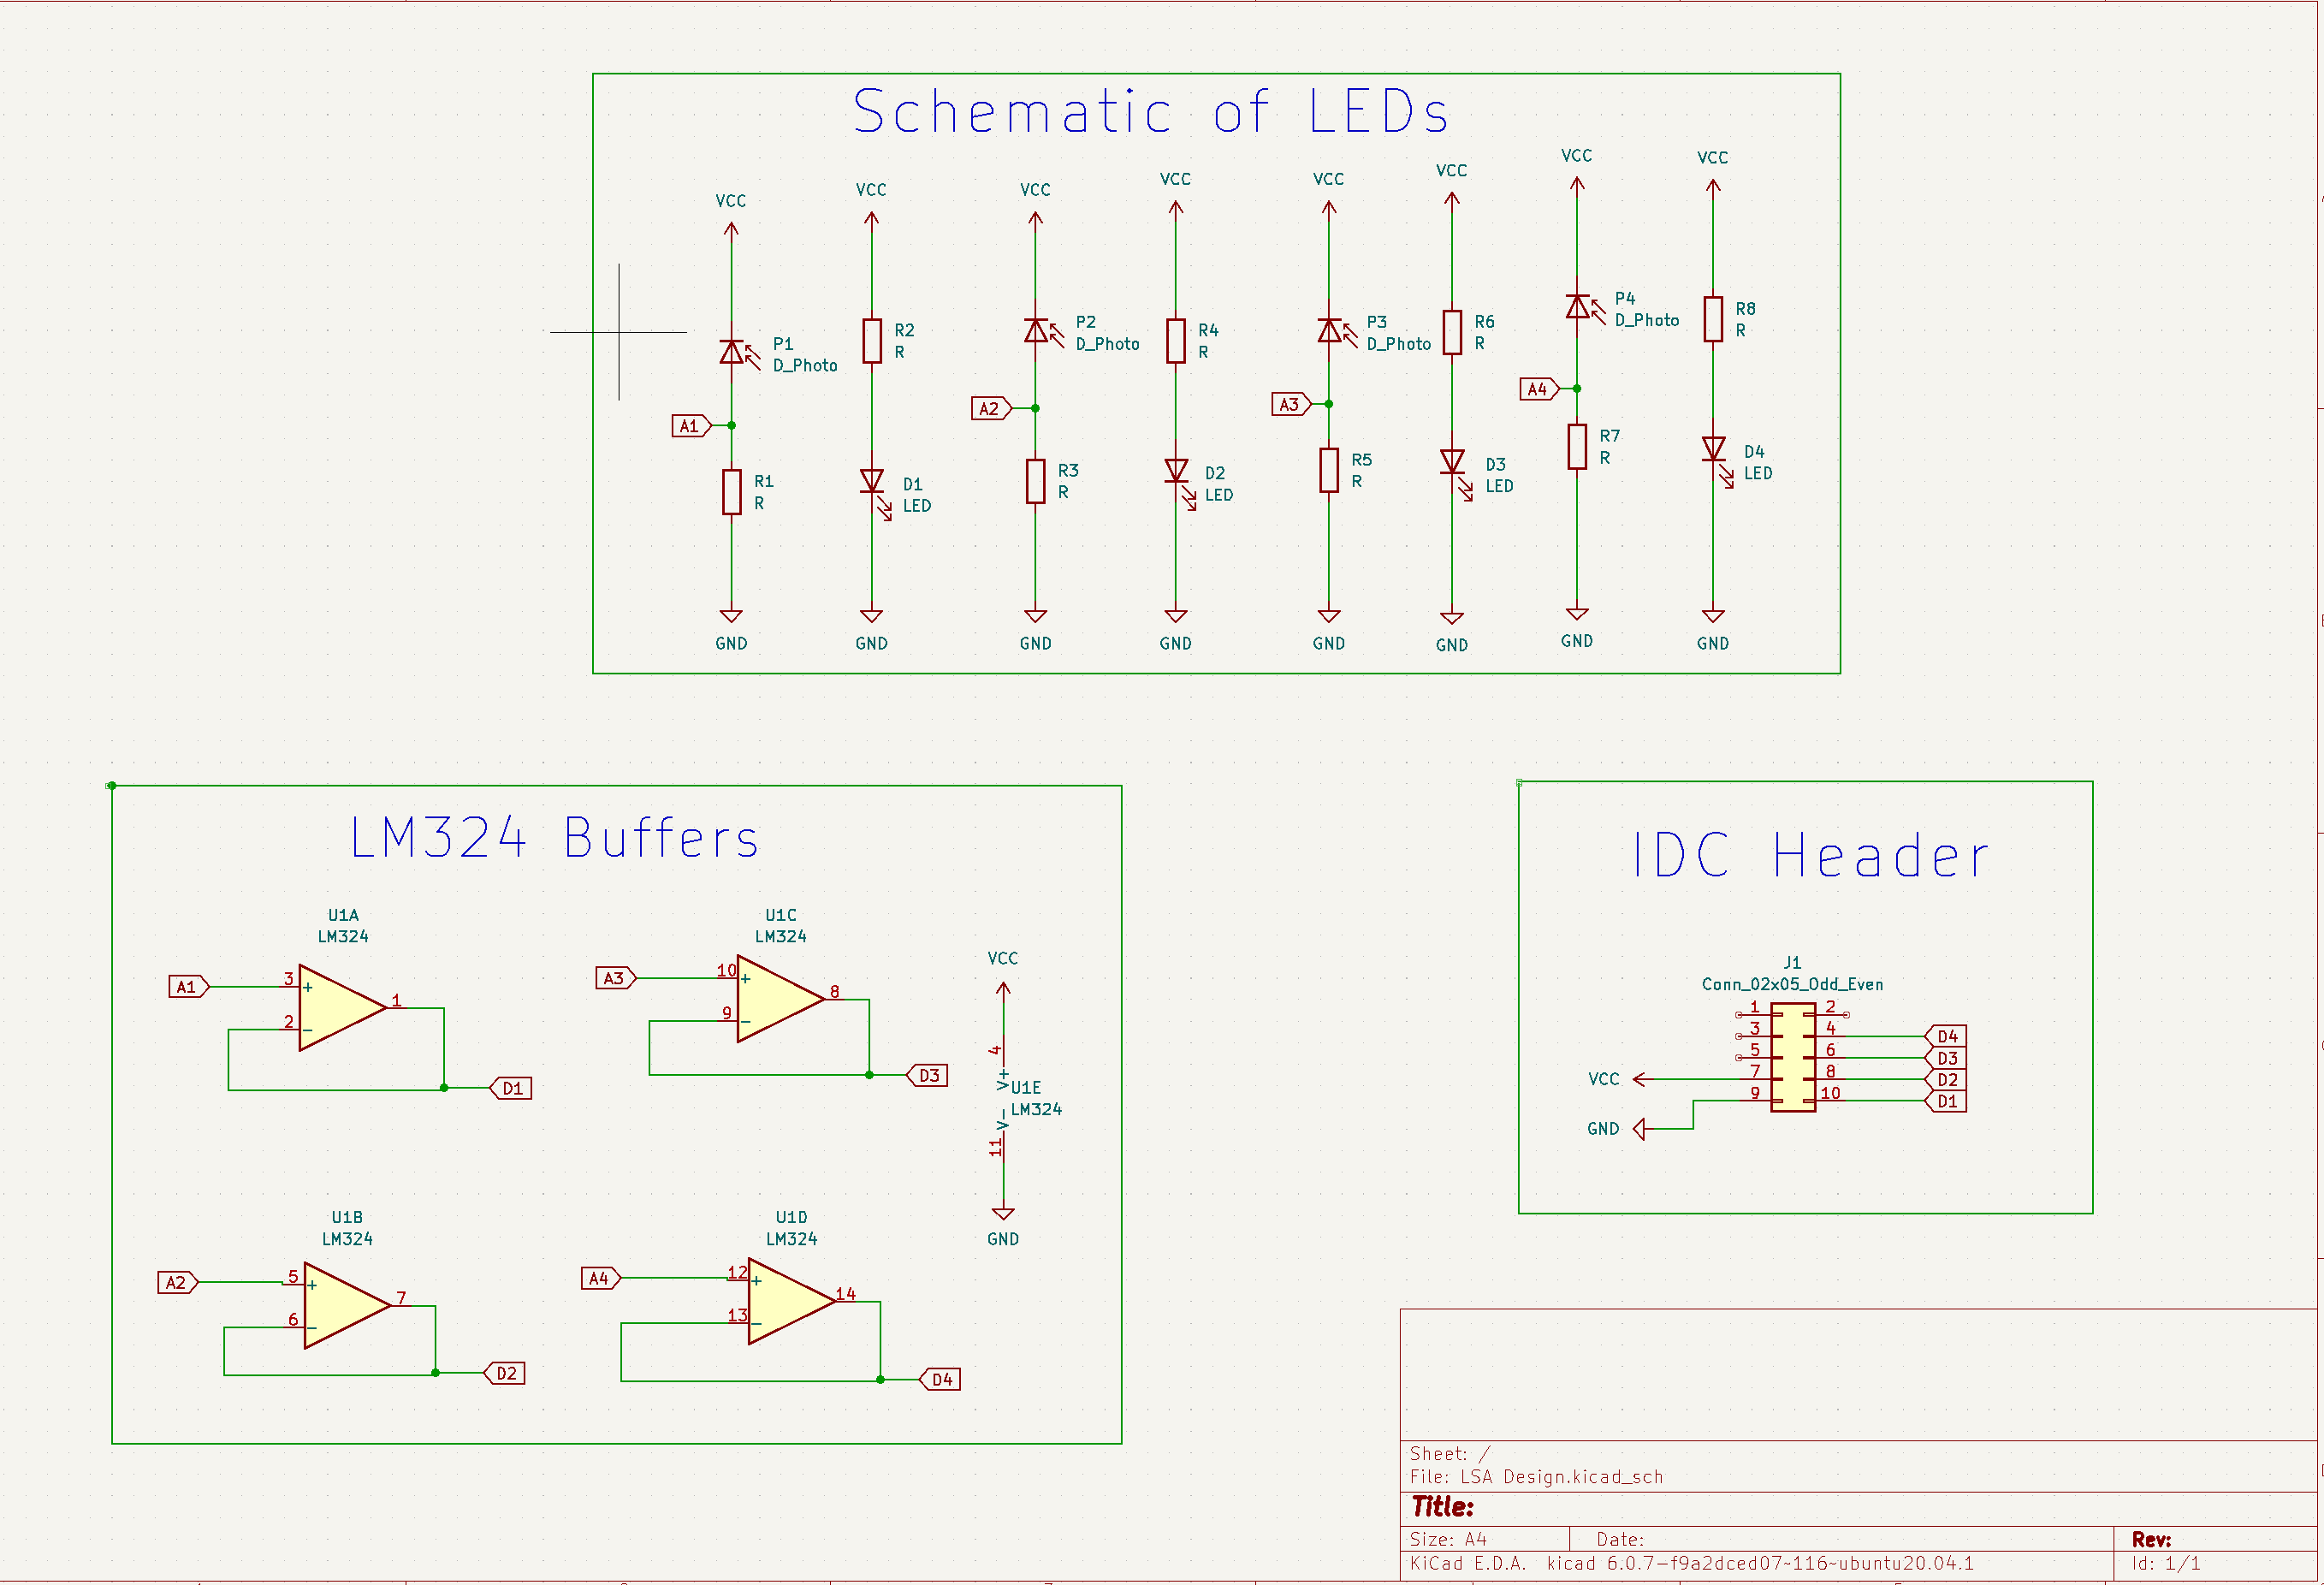 Schematic of LEDs
VCC
VCC
VCC
VCC
VCC
VCC
VCC
VCC
P1
D_Photo
R2
R
P2
D_Photo
R4
R
P3
D_Photo
R6
R
P4
D_Photo
R8
R
A1
A2
A3
A4
R1
R
D1
LED
R3
R
D2
LED
R5
R
D3
LED
R7
R
D4
LED
GND
GND
GND
GND
GND
GND
GND
GND
LM324 Buffers
U1A
LM324
A1
3
+
2
-
1
D1
U1C
LM324
A3
10
+
9
-
8
D3
VCC
4
V+
U1E
LM324
V-
11
GND
U1B
LM324
A2
5
+
6
-
7
D2
U1D
LM324
A4
12
+
13
-
14
D4
IDC Header
J1
Conn_02x05_Odd_Even
1 2
3 4 D4
5 6 D3
VCC 7 8 D2
9 10 D1
GND
Sheet: /
File: LSA Design.kicad_sch
Title:
Size: A4 Date: Rev:
KiCad E.D.A. kicad 6.0.7-f9a2dced07~116~ubuntu20.04.1 Id: 1/1